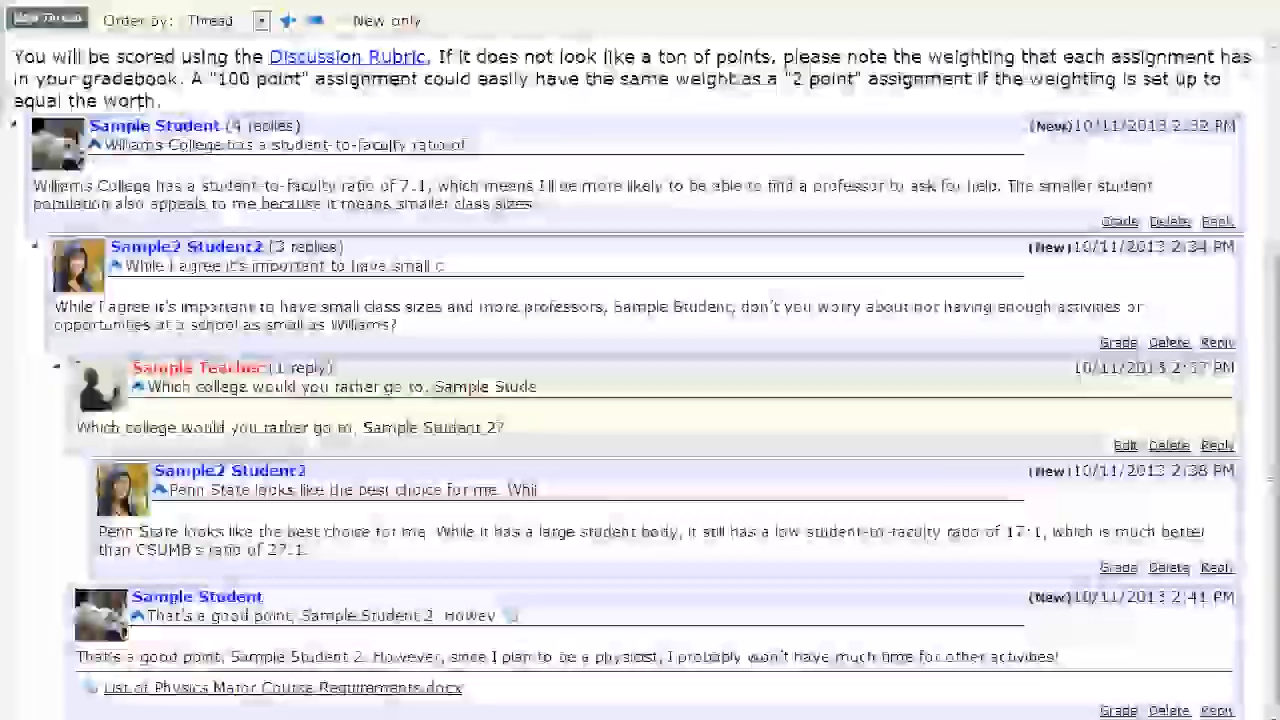 New Thread Order by: Thread New only
You will be scored using the Discussion Rubric. If it does not look like a ton of points, please note the weighting that each assignment has
in your gradebook. A "100 point" assignment could easily have the same weight as a "2 point" assignment if the weighting is set up to
equal the worth.
Sample Student (4 replies) (New) 10/11/2013 2:32 PM
Williams College has a student-to-faculty ratio of
Williams College has a student-to-faculty ratio of 7:1, which means I'll be more likely to be able to find a professor to ask for help. The smaller student
population also appeals to me because it means smaller class sizes
Grade Delete Reply
Sample2 Student2 (3 replies) (New) 10/11/2013 2:34 PM
While I agree it's important to have small c
While I agree it's important to have small class sizes and more professors, Sample Student, don't you worry about not having enough activities or
opportunities at a school as small as Williams?
Grade Delete Reply
Sample Teacher (1 reply) 10/11/2013 2:37 PM
Which college would you rather go to, Sample Stude
Which college would you rather go to, Sample Student 2?
Edit Delete Reply
Sample2 Student2 (New) 10/11/2013 2:38 PM
Penn State looks like the best choice for me. Whil
Penn State looks like the best choice for me. While it has a large student body, it still has a low student-to-faculty ratio of 17:1, which is much better
than CSUMB's ratio of 27:1.
Grade Delete Reply
Sample Student (New) 10/11/2013 2:41 PM
That's a good point, Sample Student 2. Howev
That's a good point, Sample Student 2. However, since I plan to be a physicist, I probably won't have much time for other activities!
List of Physics Major Course Requirements.docx
Grade Delete Reply